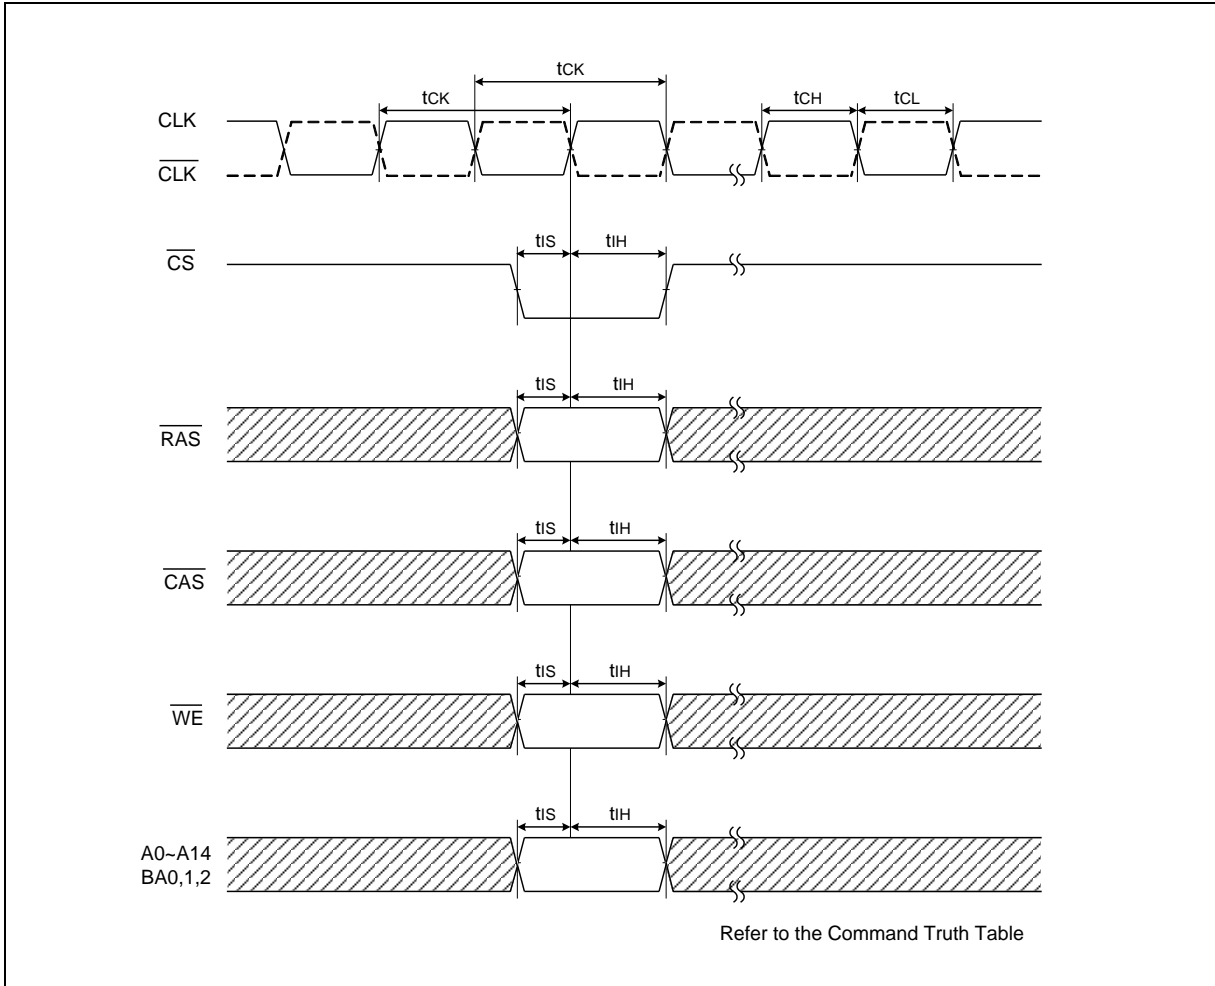 tCK
tCK tCH tCL
CLK
CLK
tIS tIH
CS
tIS tIH
RAS
tIS tIH
CAS
tIS tIH
WE
tIS tIH
A0~A14
BA0,1,2
Refer to the Command Truth Table